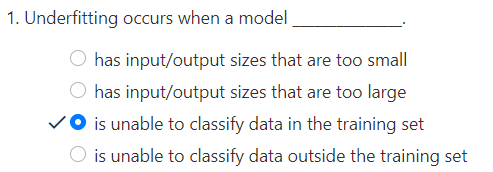 1. Underfitting occurs when a model ______________.
has input/output sizes that are too small
has input/output sizes that are too large
is unable to classify data in the training set
is unable to classify data outside the training set